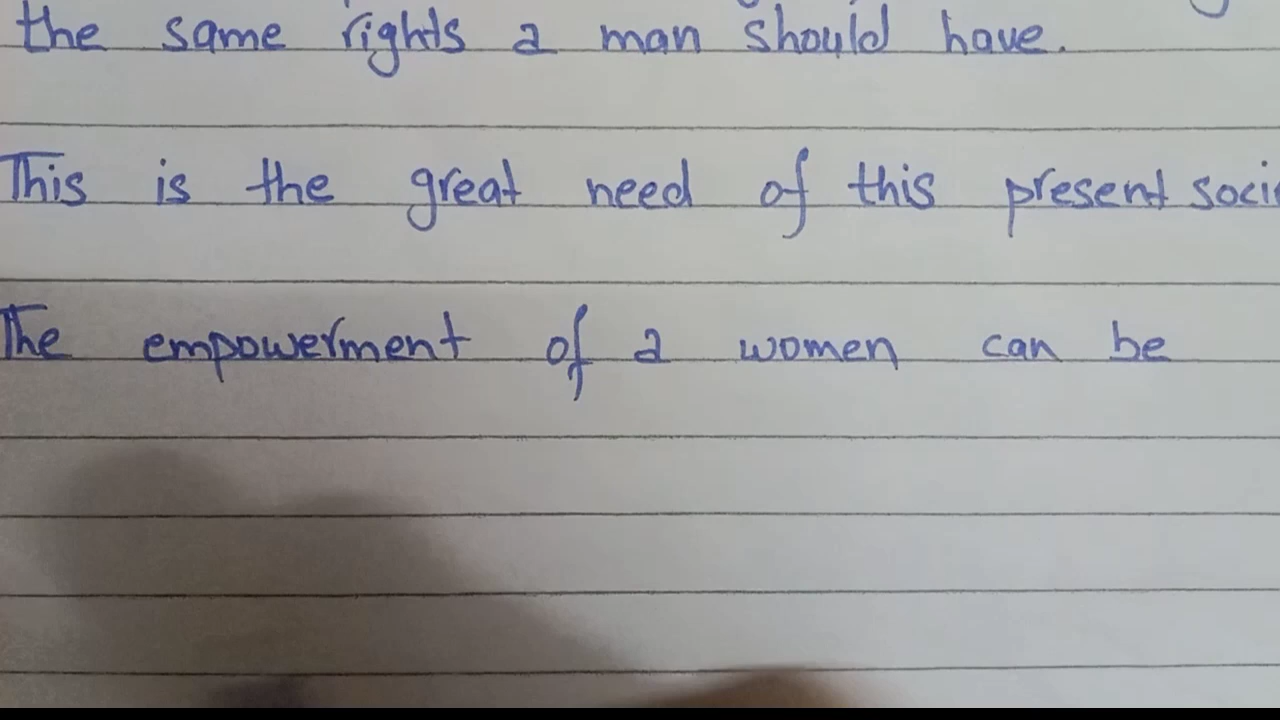 the same rights a man should have.
This is the great need of this present
The empowerment of a women can be